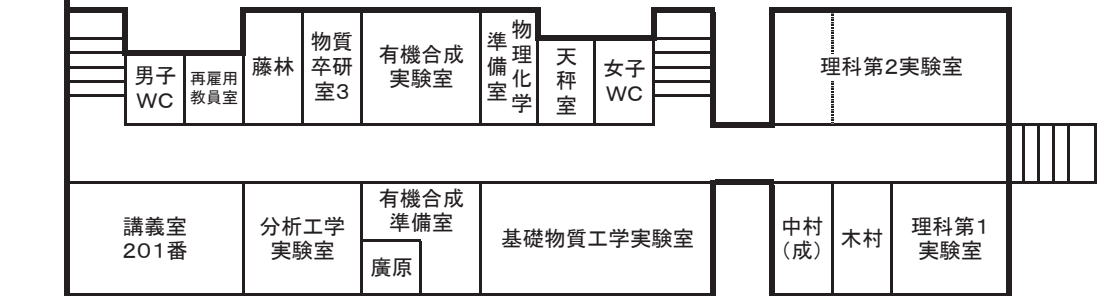 男子
WC
再雇用
教員室
藤林
物質
卒研
室3
有機合成
実験室
物理化学
準備室
天秤室
女子
WC
理科第2実験室
講義室
201番
分析工学
実験室
有機合成
準備室
廣原
基礎物質工学実験室
中村
(成)
木村
理科第1
実験室